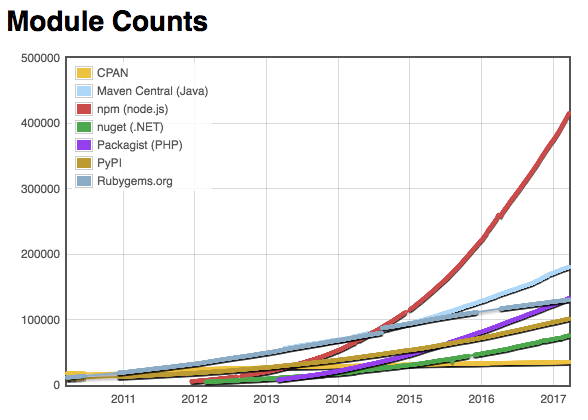 Module Counts
500000
400000
300000
200000
100000
0
CPAN
Maven Central (Java)
npm (node.js)
nuget (.NET)
Packagist (PHP)
PyPI
Rubygems.org
2011 2012 2013 2014 2015 2016 2017